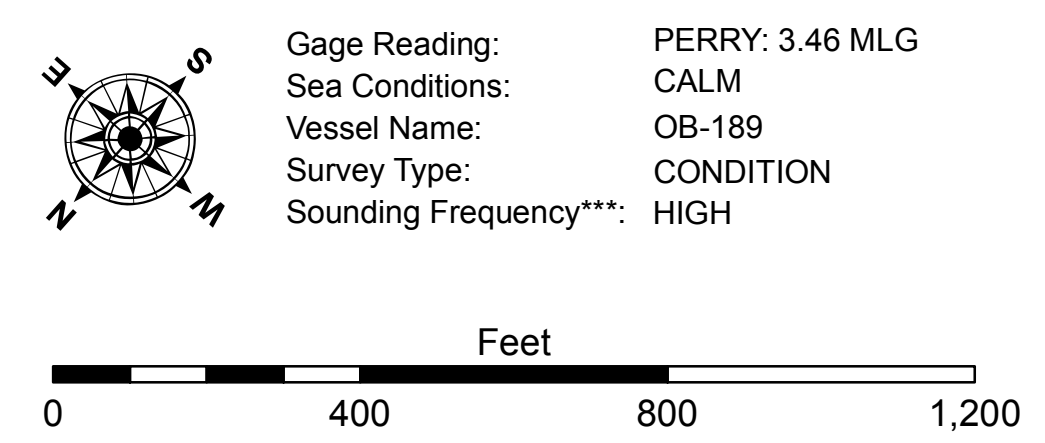 S
E
N
W
Gage Reading: PERRY: 3.46 MLG
Sea Conditions: CALM
Vessel Name: OB-189
Survey Type: CONDITION
Sounding Frequency***: HIGH
Feet
0 400 800 1,200